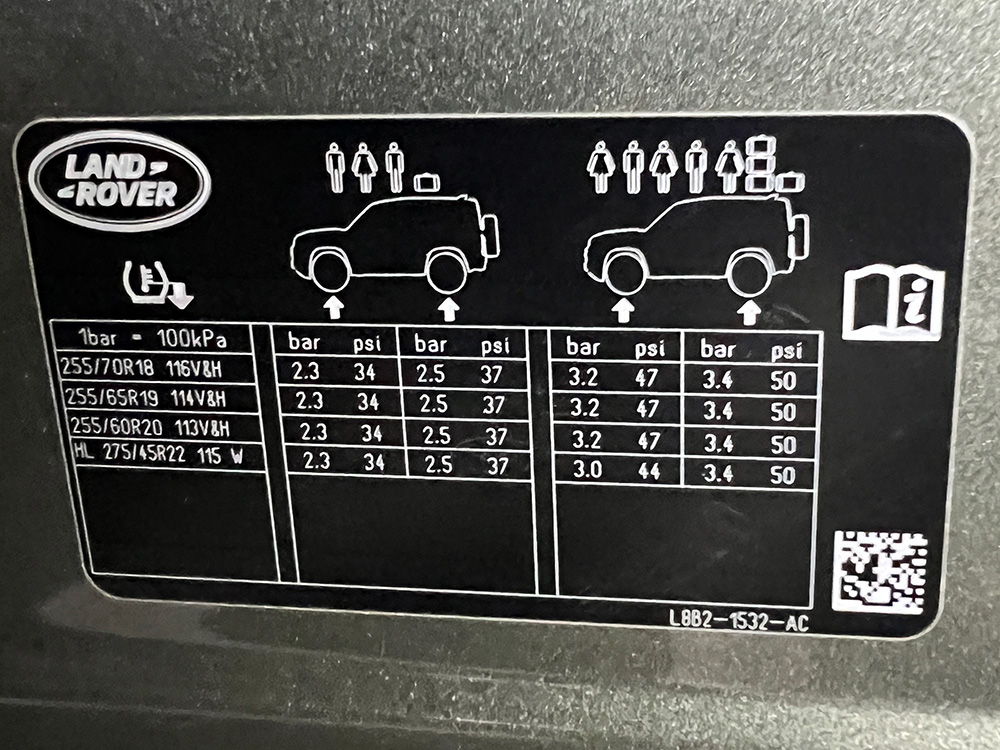 LAND
ROVER
1bar = 100kPa bar psi bar psi bar psi bar psi
255/70R18 116V&H 2.3 34 2.5 37 3.2 47 3.4 50
255/65R19 114V&H 2.3 34 2.5 37 3.2 47 3.4 50
255/60R20 113V&H 2.3 34 2.5 37 3.2 47 3.4 50
HL 275/45R22 115 W 2.3 34 2.5 37 3.0 44 3.4 50
L8B2-1532-AC